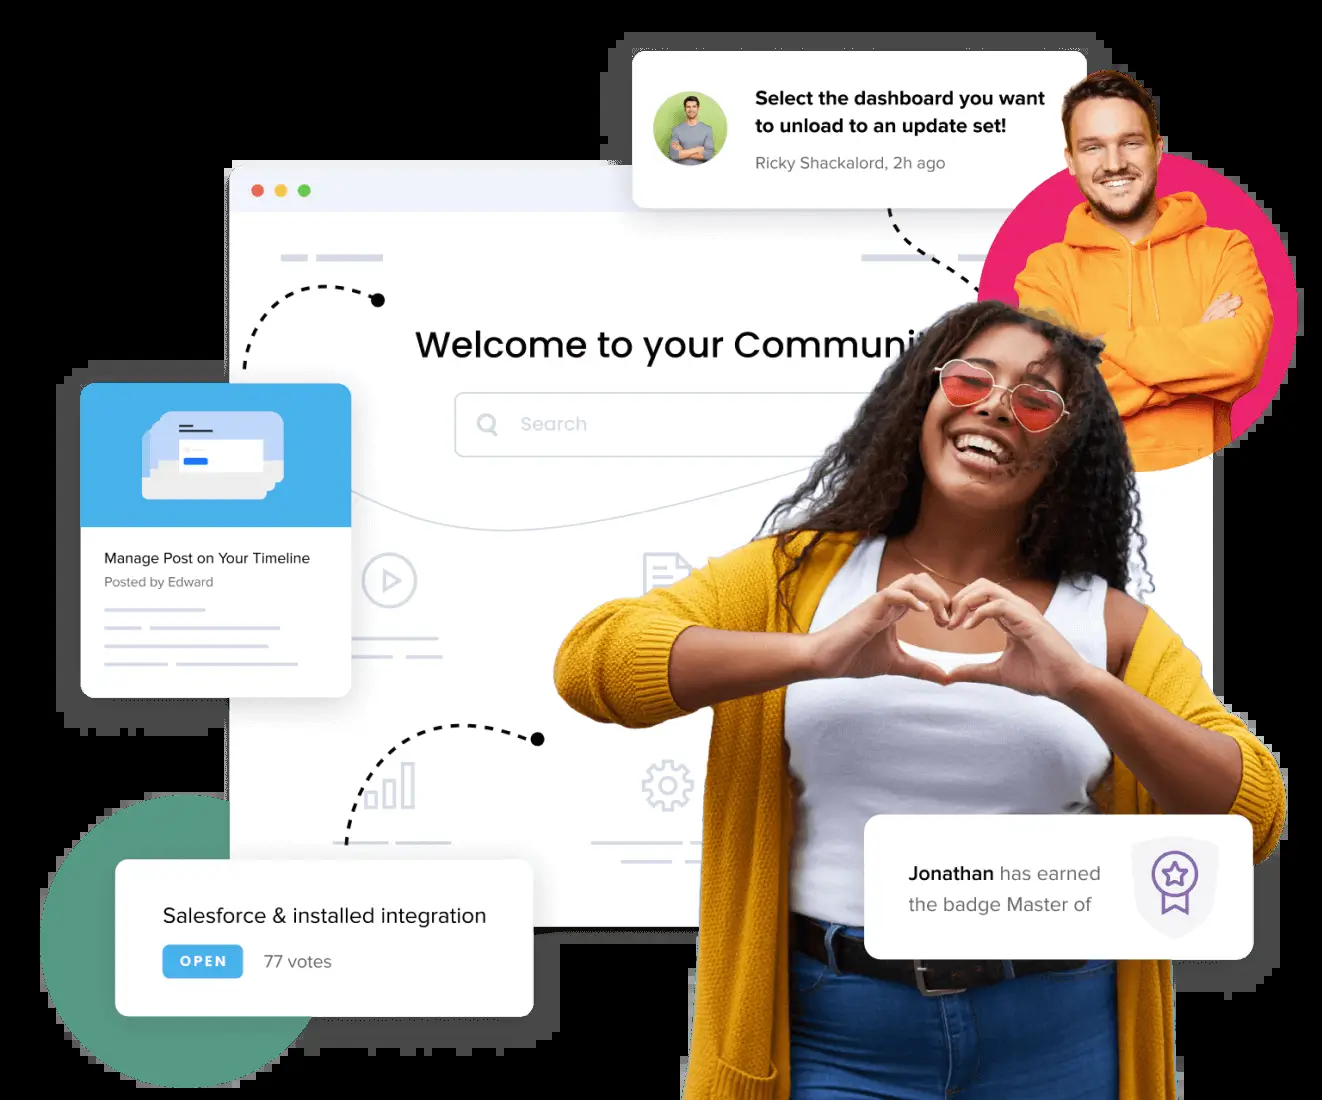 Select the dashboard you want
to unload to an update set!
Ricky Shackalord, 2h ago
Welcome to your Communi
Search
Manage Post on Your Timeline
Posted by Edward
Salesforce & installed integration
OPEN 77 votes
Jonathan has earned
the badge Master of